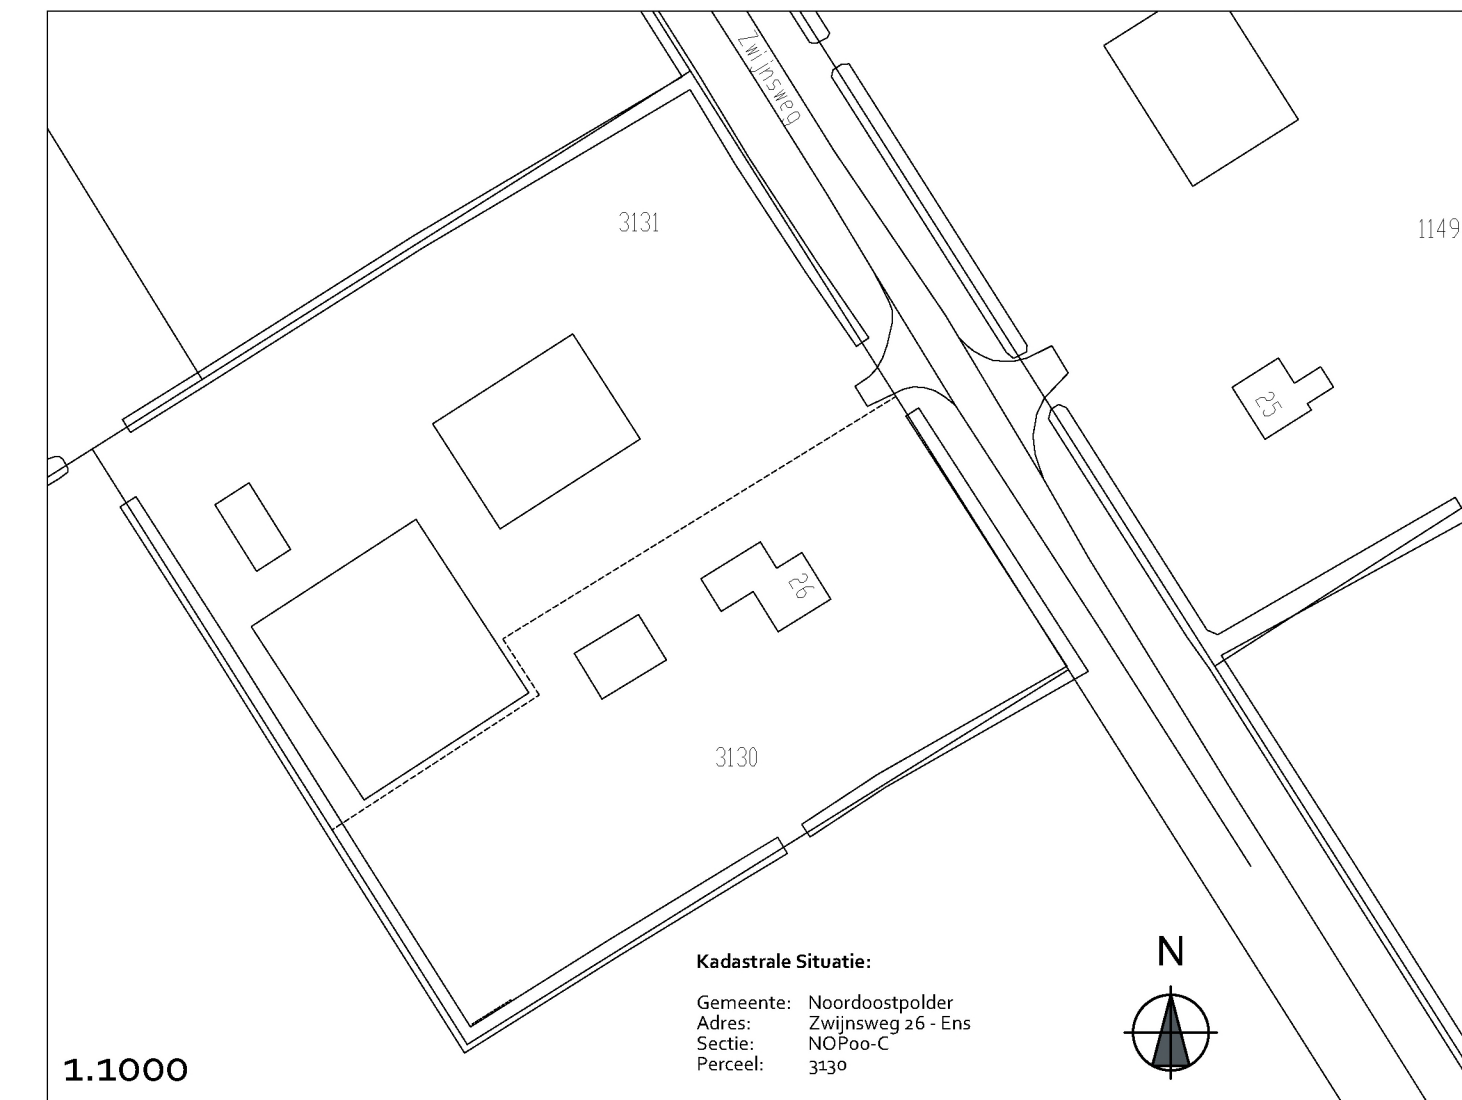 Zwijnsweg
3131
1149
25
26
3130
N
Kadastrale Situatie:
Gemeente: Noordoostpolder
Adres: Zwijnsweg 26 - Ens
Sectie: NOP00-C
Perceel: 3130
1.1000